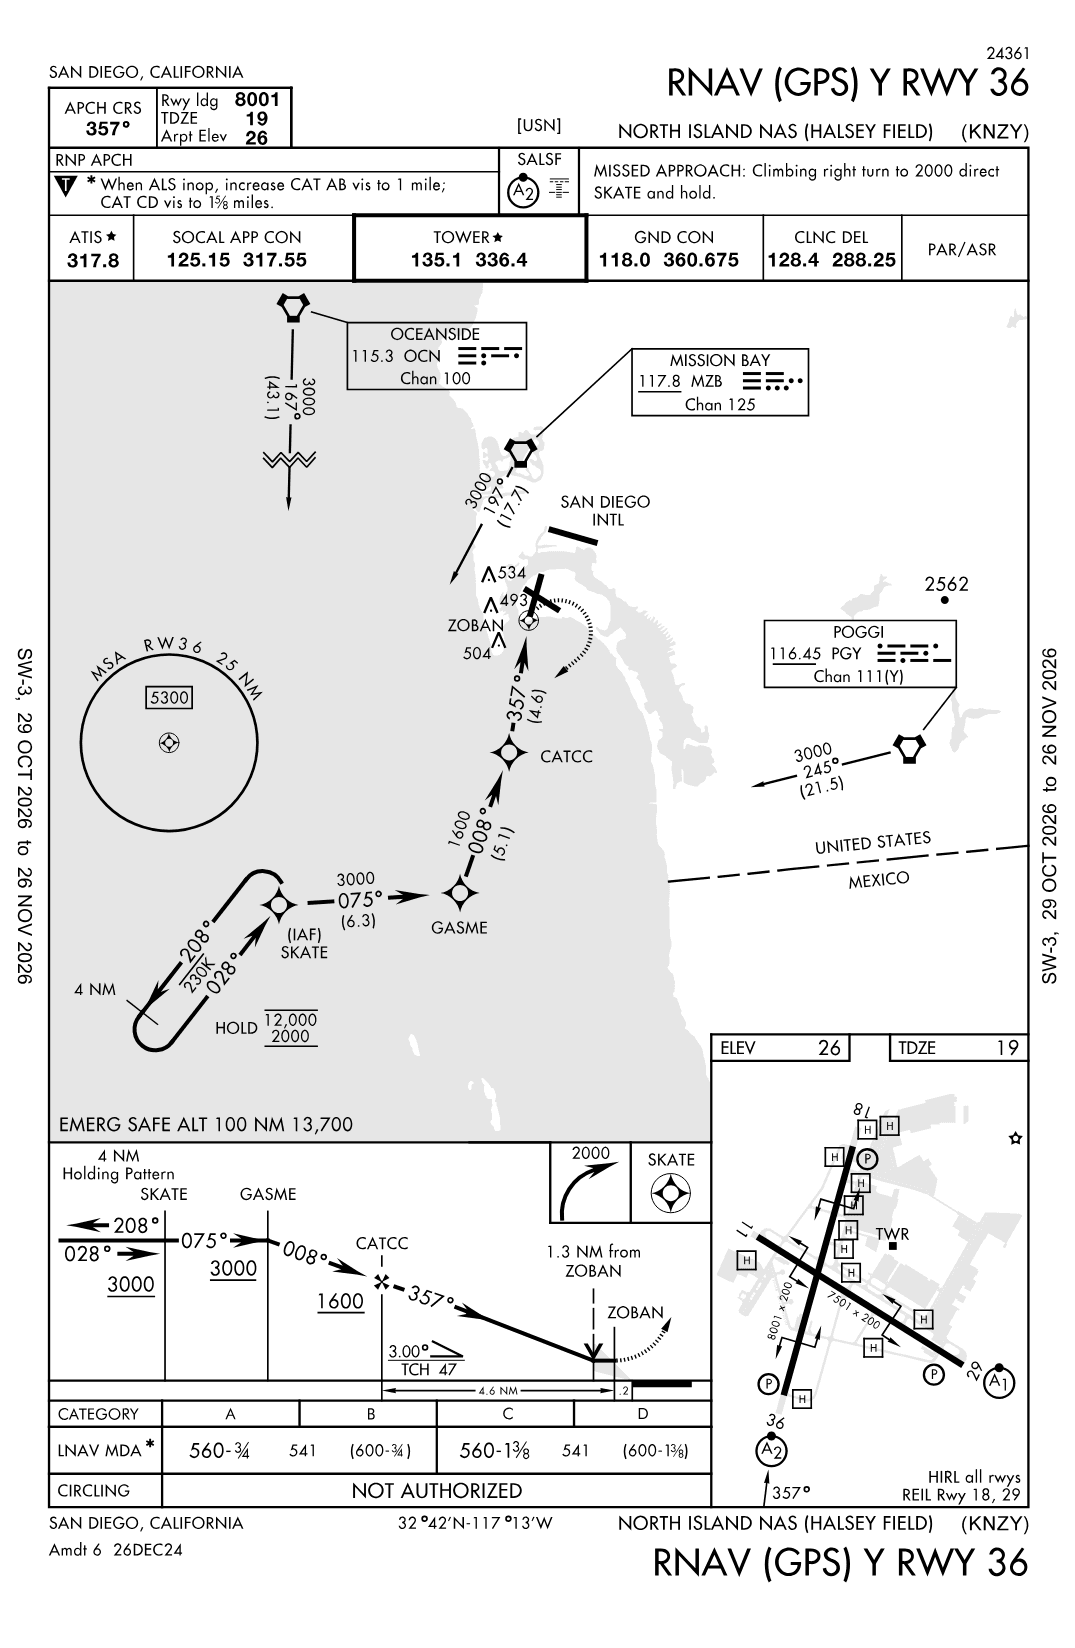 24361
SAN DIEGO, CALIFORNIA
RNAV (GPS) Y RWY 36
APCH CRS
357°
Rwy ldg 8001
TDZE 19
Arpt Elev 26
[USN]
NORTH ISLAND NAS (HALSEY FIELD) (KNZY)
RNP APCH
T * When ALS inop, increase CAT AB vis to 1 mile;
CAT CD vis to 1⅝ miles.
SALSF
A2
MISSED APPROACH: Climbing right turn to 2000 direct
SKATE and hold.
ATIS★
317.8
SOCAL APP CON
125.15 317.55
TOWER★
135.1 336.4
GND CON
118.0 360.675
CLNC DEL
128.4 288.25
PAR/ASR
OCEANSIDE
115.3 OCN
Chan 100
3000
167°
(43.1)
MISSION BAY
117.8 MZB
Chan 125
3000
197°
(17.7)
SAN DIEGO
INTL
534
493
ZOBAN
504
2562
POGGI
116.45 PGY
Chan 111(Y)
3000
245°
(21.5)
MSA RW36 25 NM
5300
357°
(4.6)
CATCC
1600
008°
(5.1)
UNITED STATES
MEXICO
3000
075°
(6.3)
GASME
(IAF)
SKATE
208°
230K
028°
4 NM
HOLD 12,000
2000
EMERG SAFE ALT 100 NM 13,700
SW-3, 29 OCT 2026 to 26 NOV 2026
SW-3, 29 OCT 2026 to 26 NOV 2026
ELEV 26
TDZE 19
18
H
H
H
P
H
H
H
H
H
TWR
11
H
8001 X 200
7501 X 200
H
H
P
29
A1
P
H
36
A2
357°
HIRL all rwys
REIL Rwy 18, 29
4 NM
Holding Pattern
SKATE
GASME
208°
028°
3000
075°
3000
008°
CATCC
1600
357°
3.00°
TCH 47
1.3 NM from
ZOBAN
ZOBAN
4.6 NM
.2
2000
SKATE
CATEGORY A B C D
LNAV MDA* 560-¾ 541 (600-¾) 560-1⅜ 541 (600-1⅜)
CIRCLING NOT AUTHORIZED
SAN DIEGO, CALIFORNIA
32°42'N-117°13'W
NORTH ISLAND NAS (HALSEY FIELD) (KNZY)
Amdt 6 26DEC24
RNAV (GPS) Y RWY 36